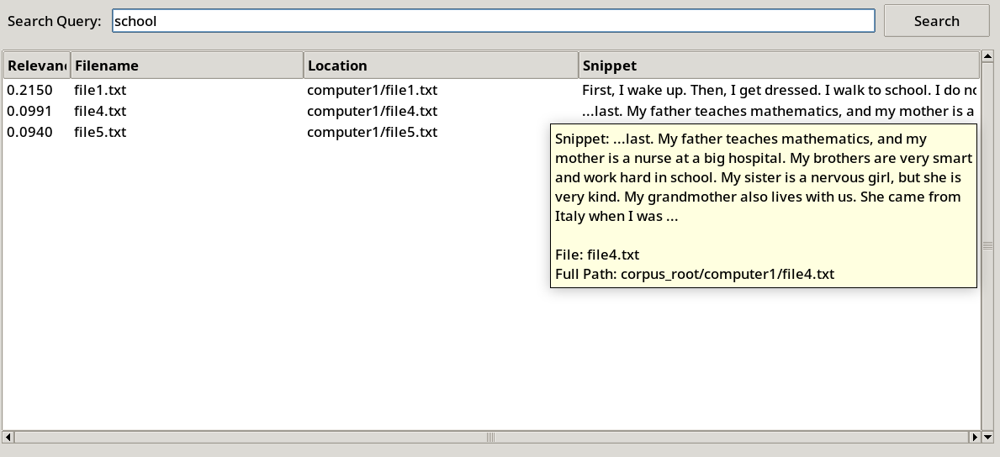 Search Query: school Search
Relevanc Filename Location Snippet
0.2150 file1.txt computer1/file1.txt First, I wake up. Then, I get dressed. I walk to school. I do no
0.0991 file4.txt computer1/file4.txt ...last. My father teaches mathematics, and my mother is a
0.0940 file5.txt computer1/file5.txt
Snippet: ...last. My father teaches mathematics, and my
mother is a nurse at a big hospital. My brothers are very smart
and work hard in school. My sister is a nervous girl, but she is
very kind. My grandmother also lives with us. She came from
Italy when I was ...
File: file4.txt
Full Path: corpus_root/computer1/file4.txt